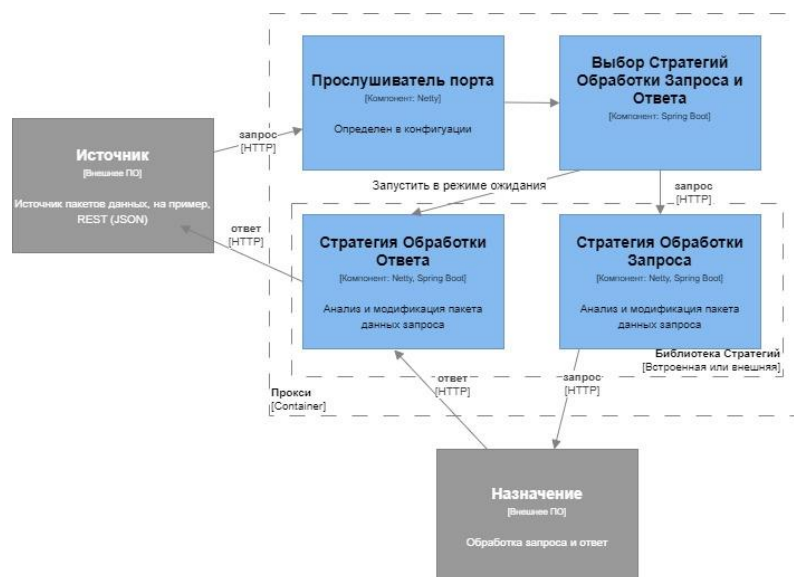 Прослушиватель порта
[Компонент: Netty]
Определен в конфигуации
Выбор Стратегий
Обработки Запроса и
Ответа
[Компонент: Spring Boot]
запрос
[HTTP]
Источник
[Внешнее ПО]
Источник пакетов данных, на пример,
REST (JSON)
Запустить в режиме ожидания
запрос
[HTTP]
ответ
[HTTP]
Стратегия Обработки
Ответа
[Компонент: Netty, Spring Boot]
Анализ и модификация пакета
данных запроса
Стратегия Обработки
Запроса
[Компонент: Netty, Spring Boot]
Анализ и модификация пакета
данных запроса
Библиотека Стратегий
[Встроенная или внешняя]
ответ
[HTTP]
запрос
[HTTP]
Прокси
[Container]
Назначение
[Внешнее ПО]
Обработка запроса и ответ